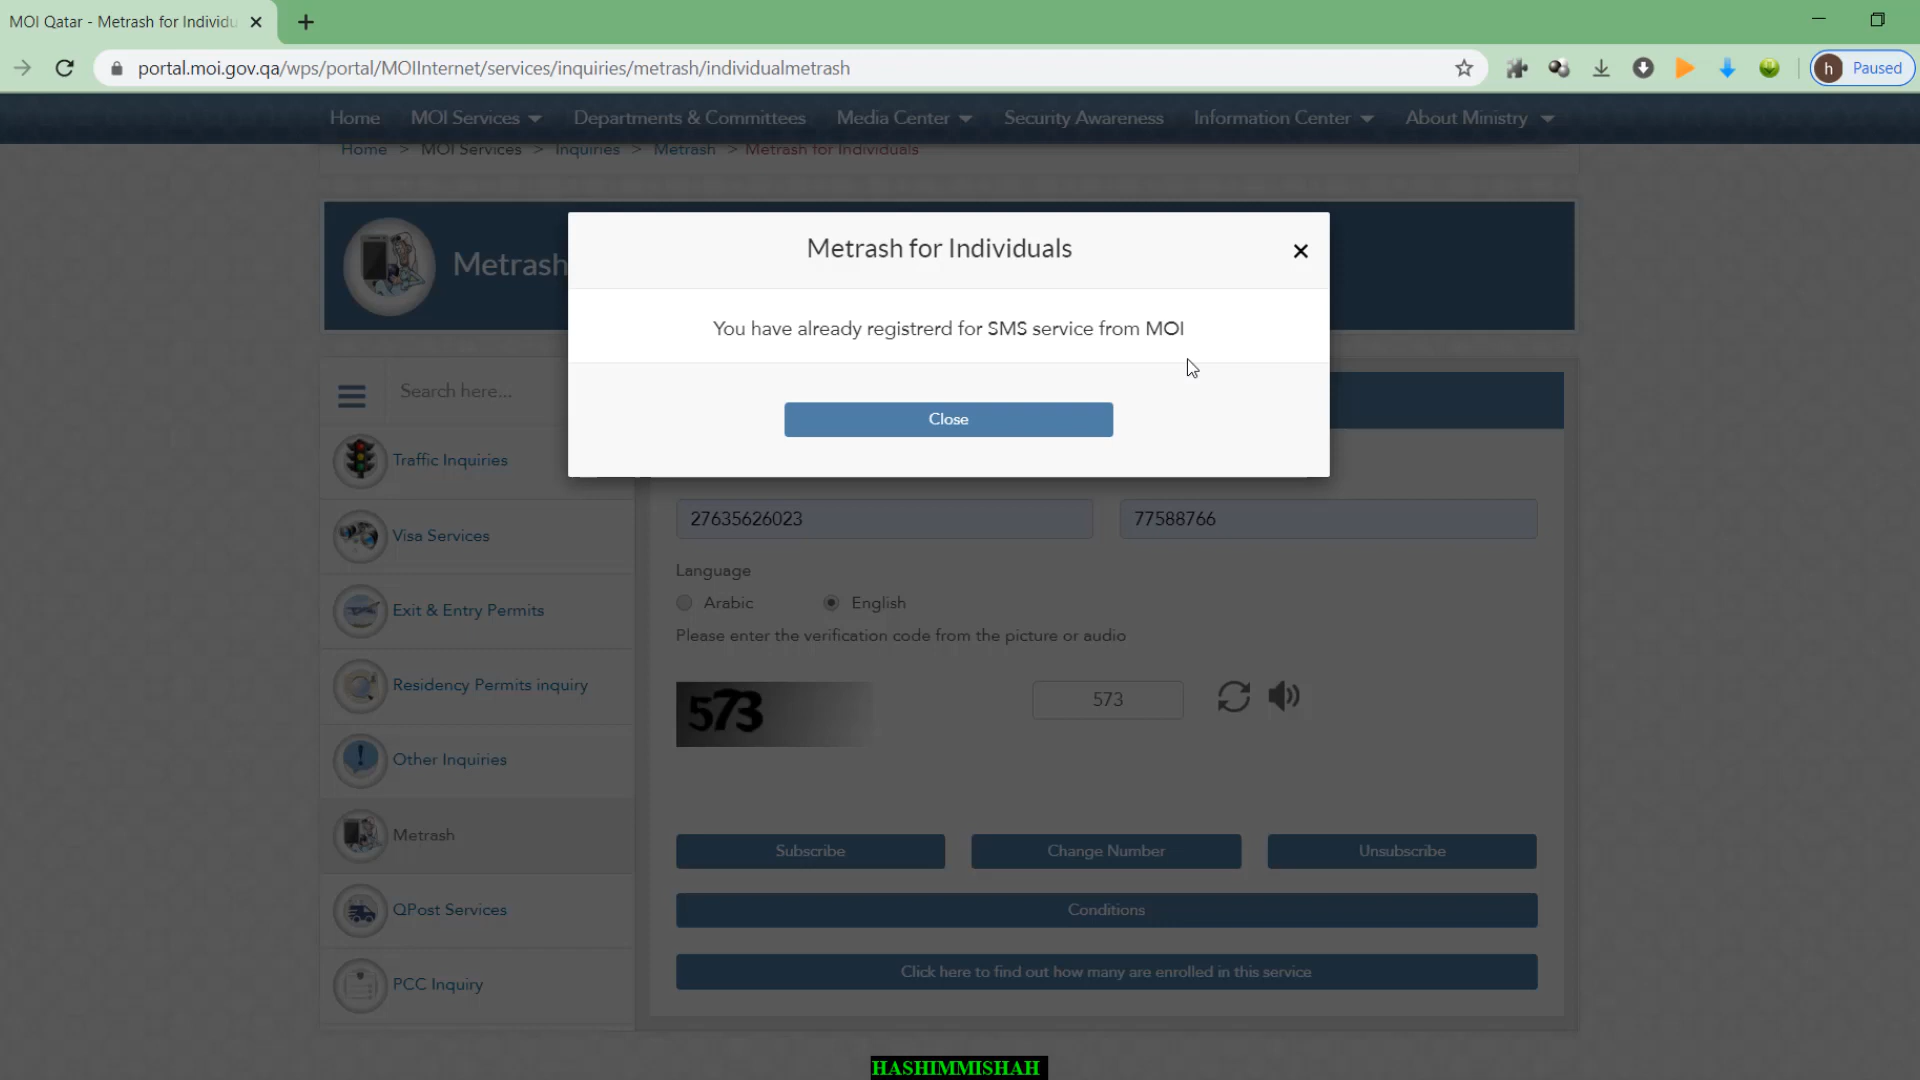 MOI Qatar - Metrash for Individu
portal.moi.gov.qa/wps/portal/MOIInternet/services/inquiries/metrash/individualmetrash
h Paused
Home MOI Services Departments & Committees Media Center Security Awareness Information Center About Ministry
Home > MOI Services > Inquiries > Metrash > Metrash for Individuals
Metrash
Metrash for Individuals
You have already registrerd for SMS service from MOI
Close
Search here...
Traffic Inquiries
Visa Services
Exit & Entry Permits
Residency Permits inquiry
Other Inquiries
Metrash
QPost Services
PCC Inquiry
27635626023 77588766
Language
Arabic English
Please enter the verification code from the picture or audio
573 573
Subscribe Change Number Unsubscribe
Conditions
Click here to find out how many are enrolled in this service
HASHIMMISHAH